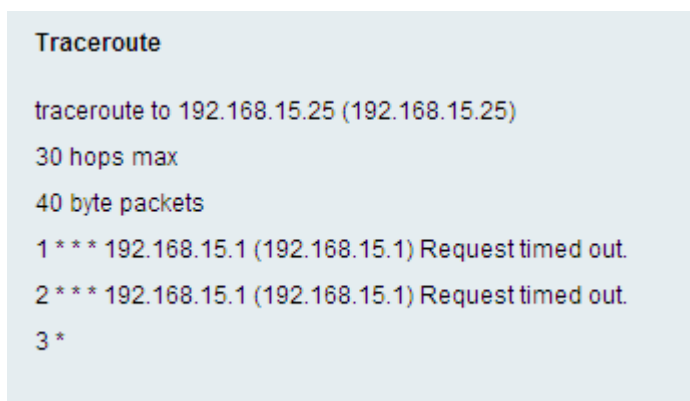 Traceroute
traceroute to 192.168.15.25 (192.168.15.25)
30 hops max
40 byte packets
1 * * * 192.168.15.1 (192.168.15.1) Request timed out.
2 * * * 192.168.15.1 (192.168.15.1) Request timed out.
3 *